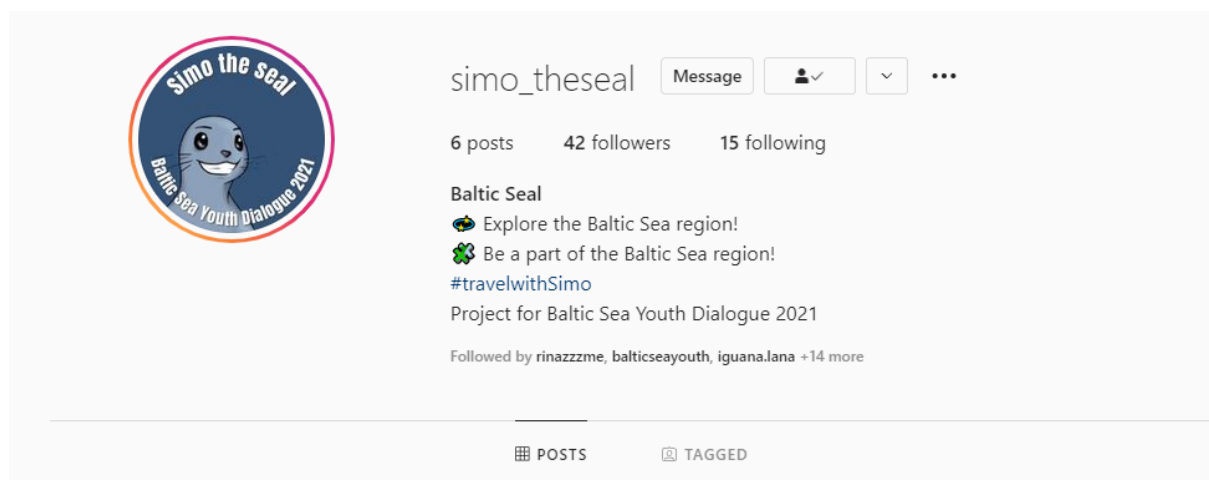 Simo the Seal
Baltic Sea Youth Dialogue 2021
simo_theseal Message
6 posts 42 followers 15 following
Baltic Seal
Explore the Baltic Sea region!
Be a part of the Baltic Sea region!
#travelwithSimo
Project for Baltic Sea Youth Dialogue 2021
Followed by rinazzzme, balticseayouth, iguana.lana +14 more
POSTS TAGGED